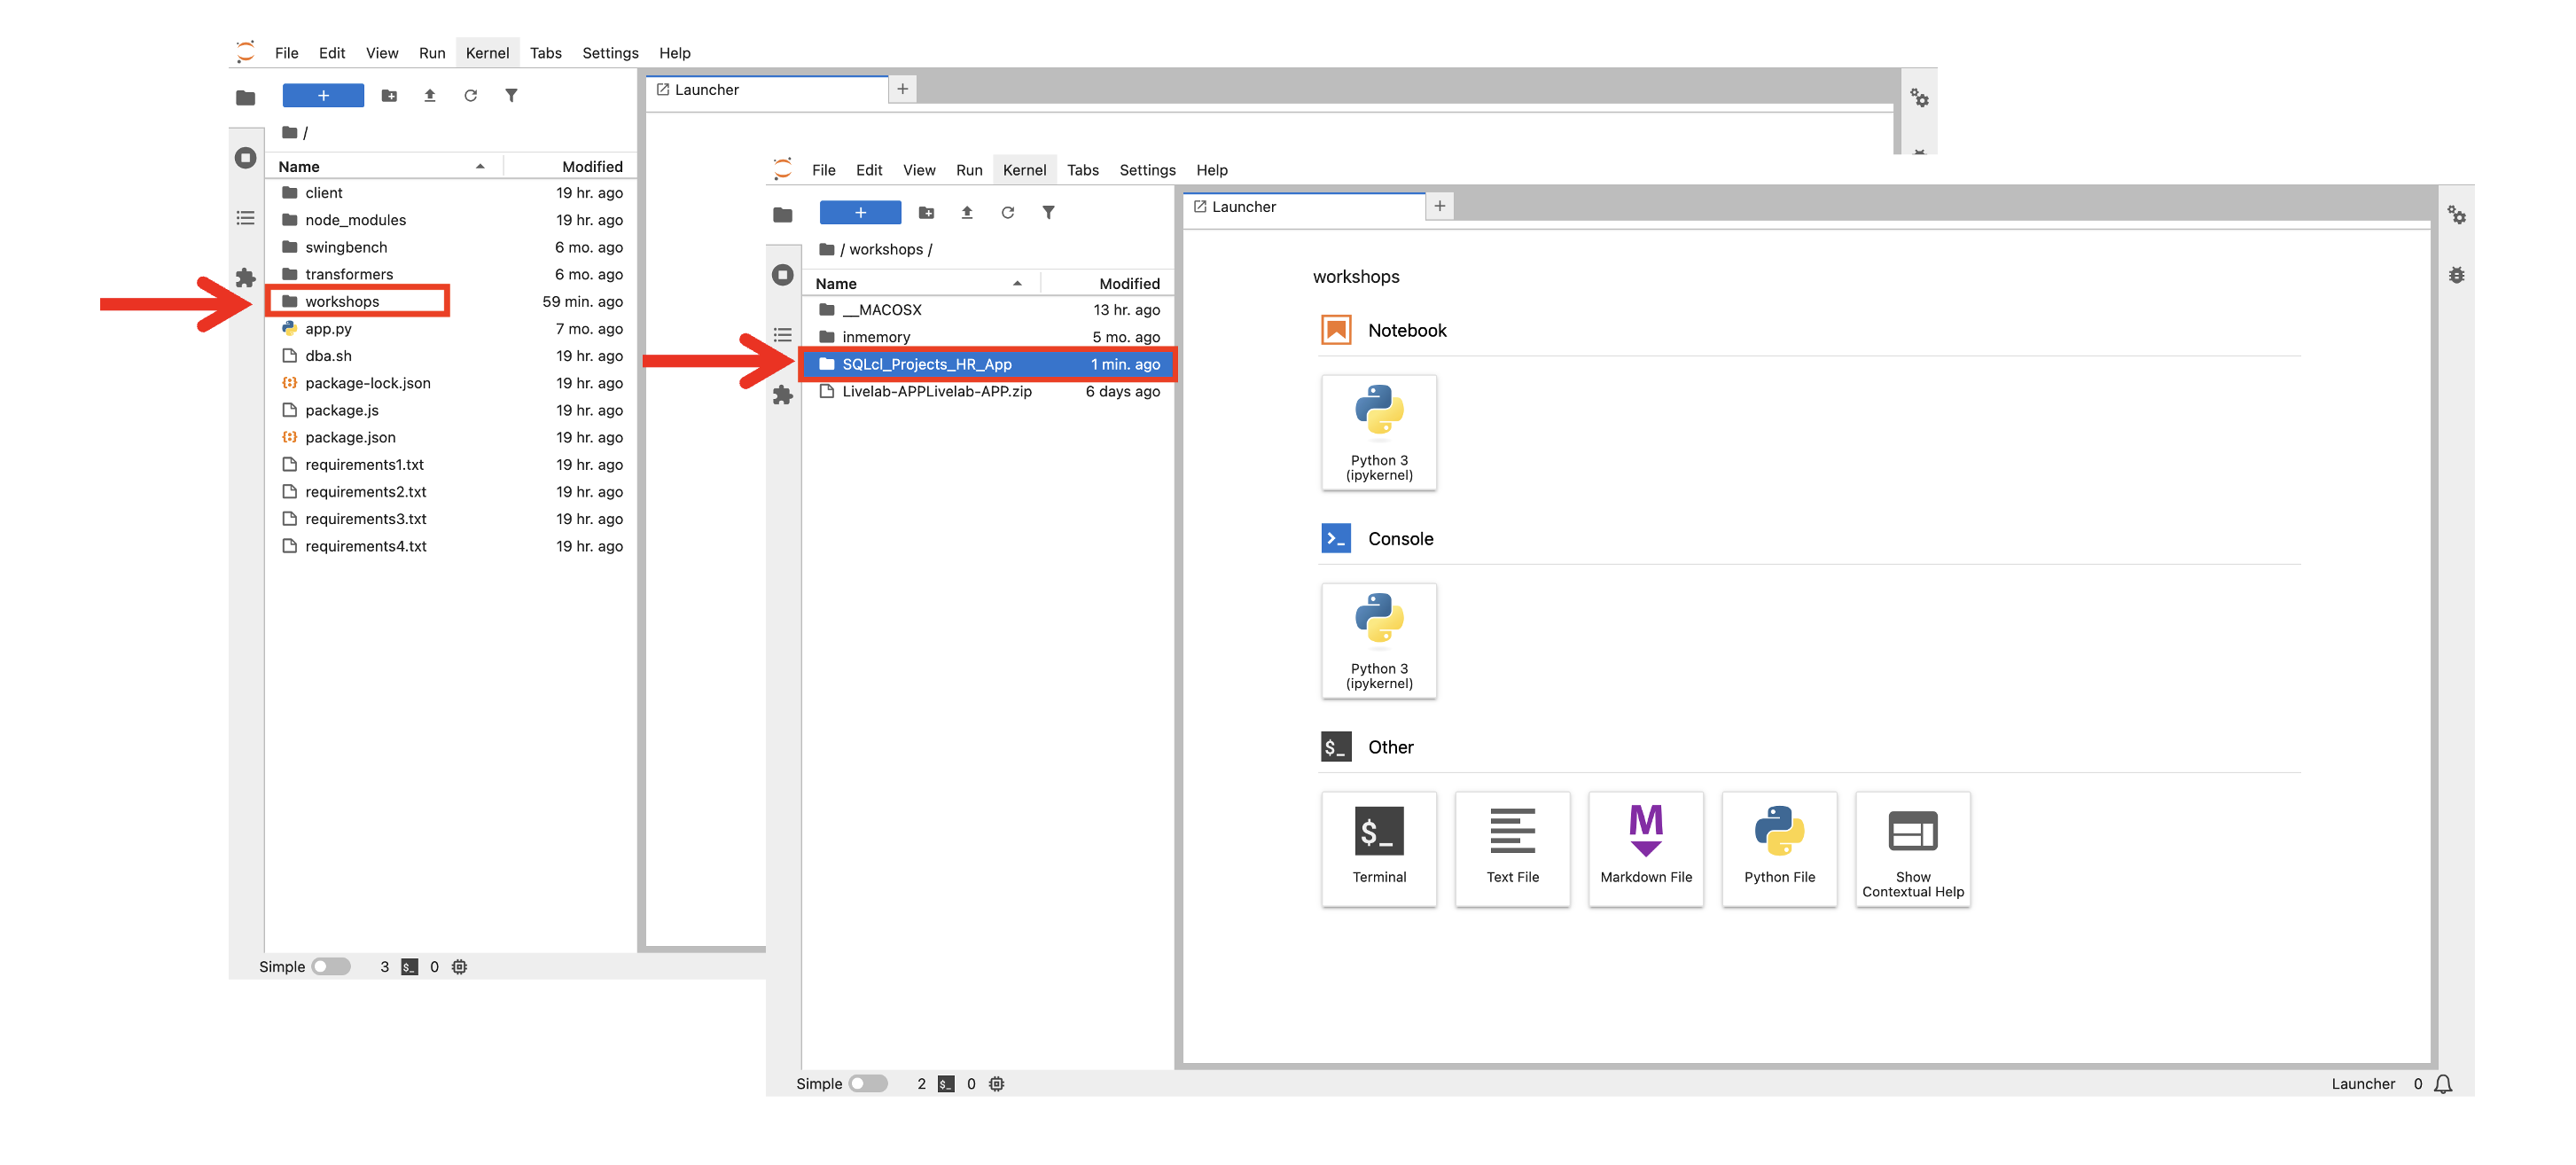 File Edit View Run Kernel Tabs Settings Help
+
Launcher
+
/
Name Modified
client 19 hr. ago
node_modules 19 hr. ago
swingbench 6 mo. ago
transformers 6 mo. ago
workshops 59 min. ago
app.py 7 mo. ago
dba.sh 19 hr. ago
package-lock.json 19 hr. ago
package.js 19 hr. ago
package.json 19 hr. ago
requirements1.txt 19 hr. ago
requirements2.txt 19 hr. ago
requirements3.txt 19 hr. ago
requirements4.txt 19 hr. ago
Simple 3 $_ 0
File Edit View Run Kernel Tabs Settings Help
+
Launcher
+
/ workshops /
Name Modified
__MACOSX 13 hr. ago
inmemory 5 mo. ago
SQLcl_Projects_HR_App 1 min. ago
Livelab-APPLivelab-APP.zip 6 days ago
workshops
Notebook
Python 3
(ipykernel)
>_ Console
Python 3
(ipykernel)
$_ Other
$_
Terminal
Text File
M
Markdown File
Python File
Show
Contextual Help
Simple 2 $_ 0
Launcher 0